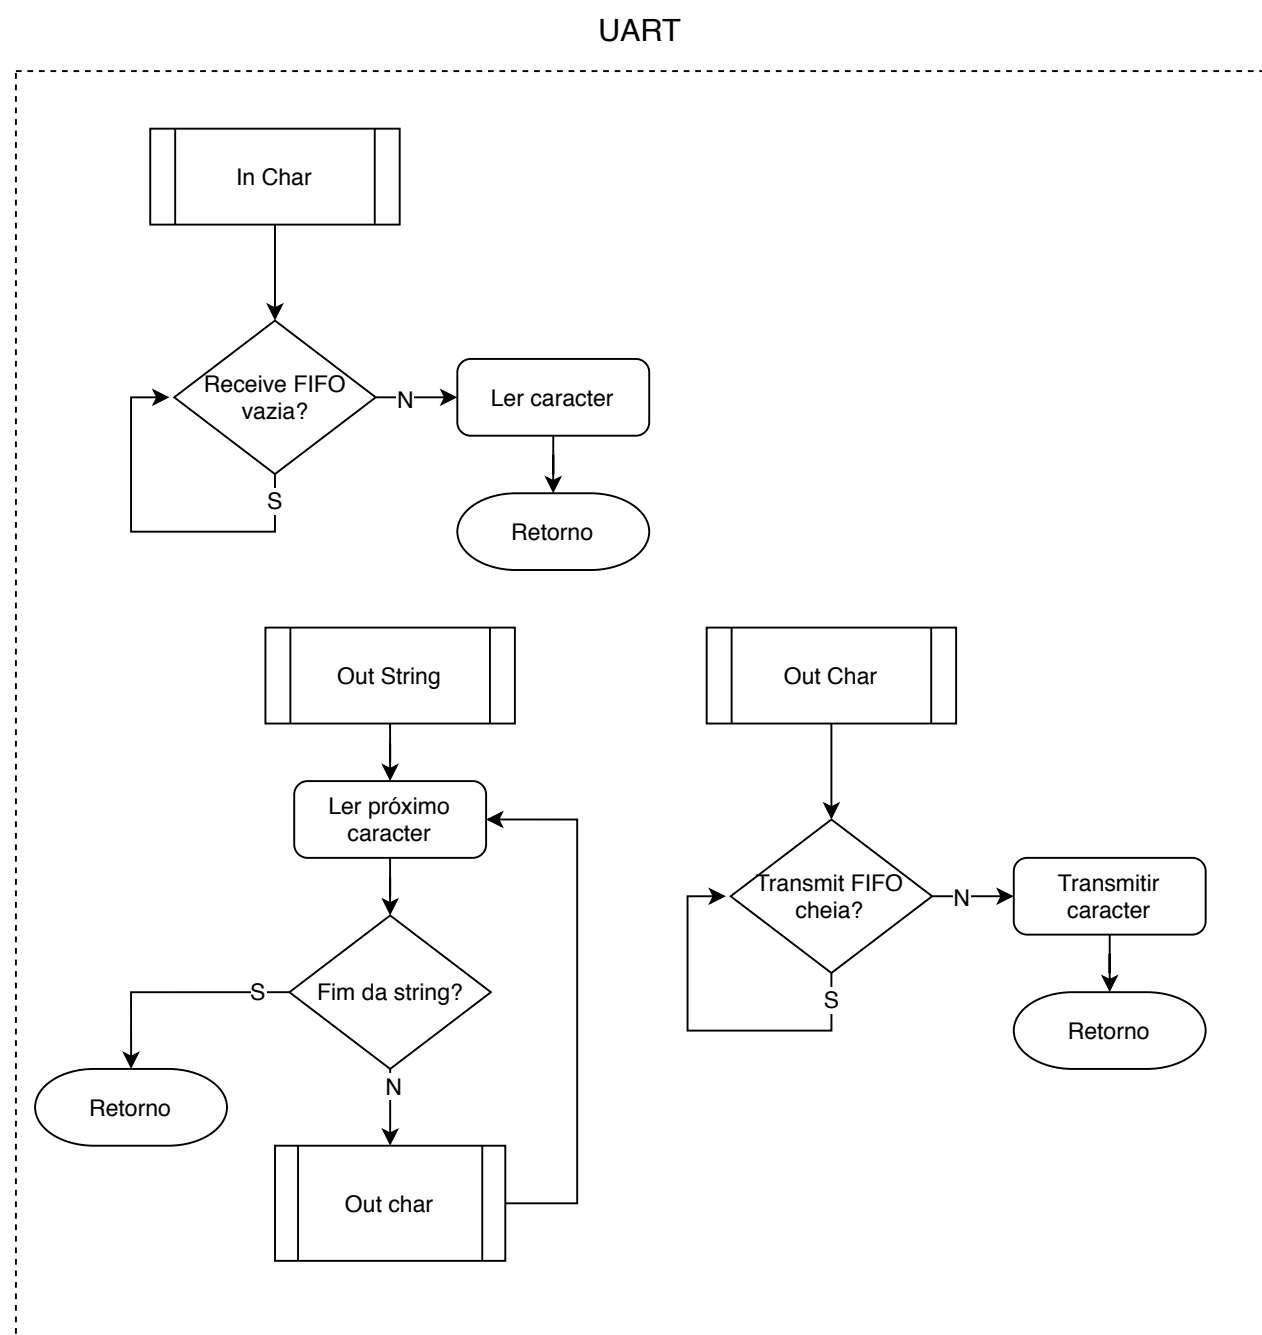 UART
In Char
Receive FIFO
vazia?
N
Ler caracter
S
Retorno
Out String
Ler próximo
caracter
Fim da string?
S
Retorno
N
Out char
Out Char
Transmit FIFO
cheia?
N
Transmitir
caracter
S
Retorno